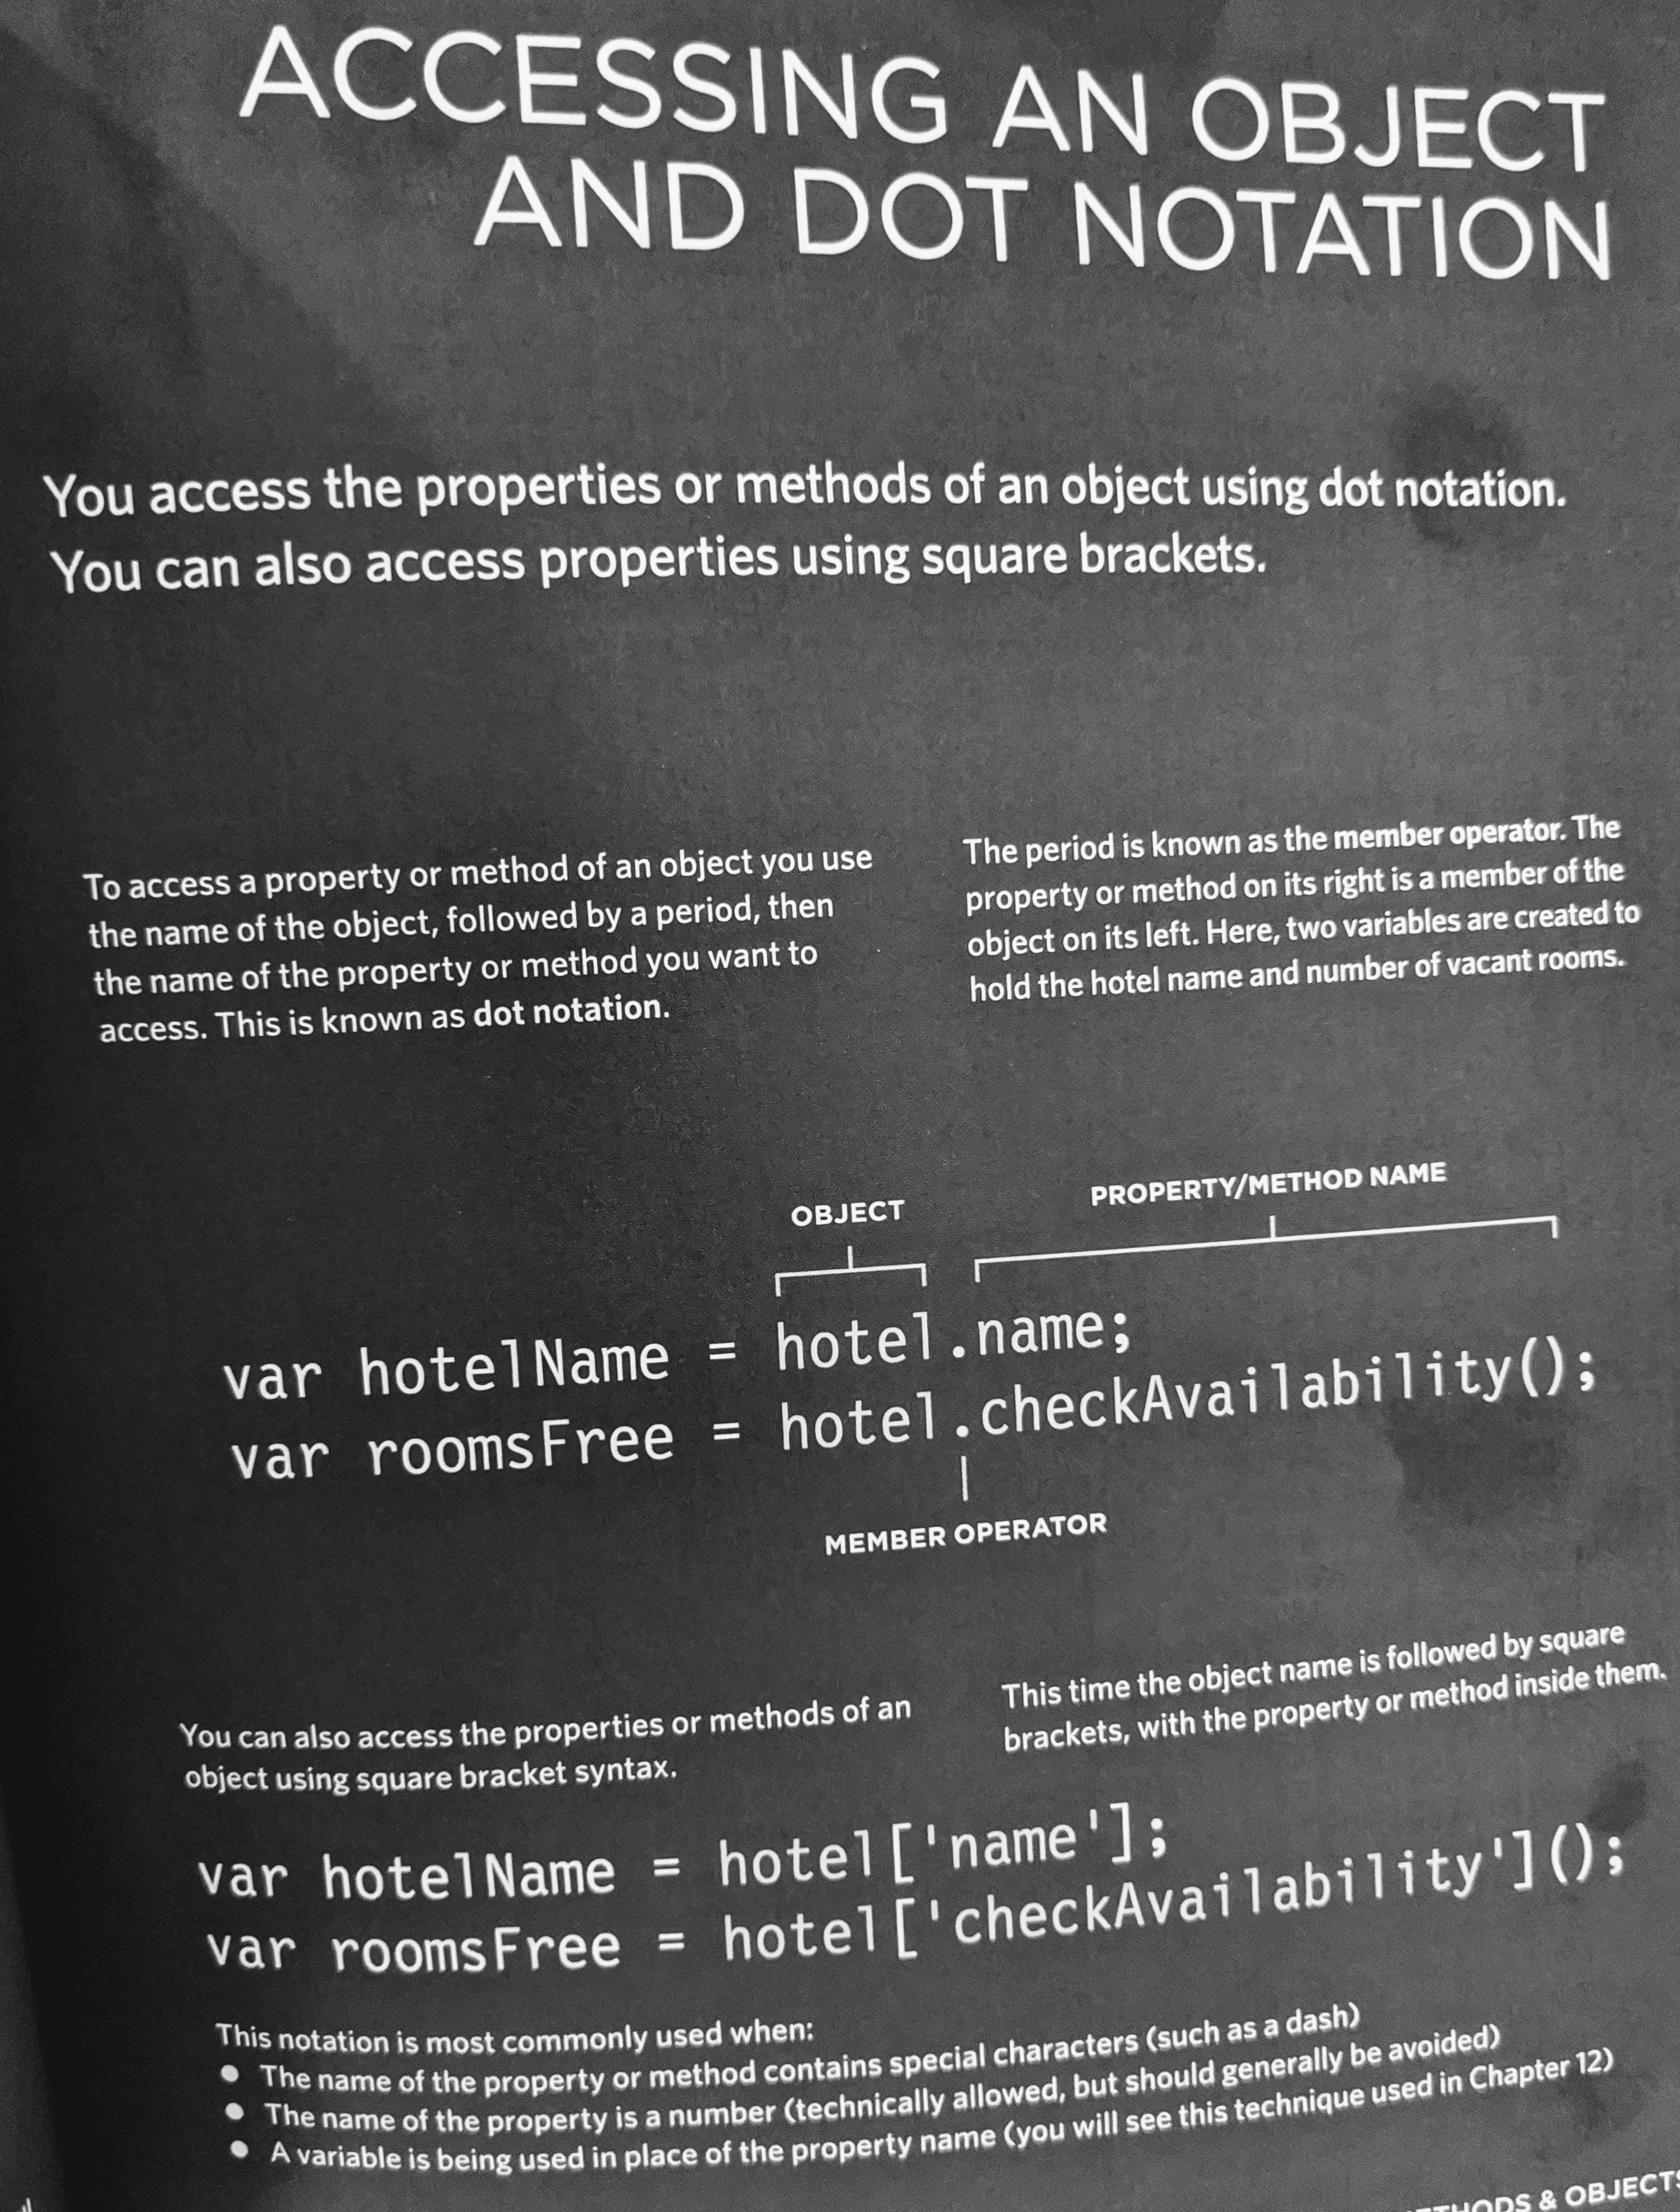 ACCESSING AN OBJECT
AND DOT NOTATION
You access the properties or methods of an object using dot notation.
You can also access properties using square brackets.
To access a property or method of an object you use
the name of the object, followed by a period, then
the name of the property or method you want to
access. This is known as dot notation.
The period is known as the member operator. The
property or method on its right is a member of the
object on its left. Here, two variables are created to
hold the hotel name and number of vacant rooms.
OBJECT
PROPERTY/METHOD NAME
var hotelName = hotel.name;
var roomsFree = hotel.checkAvailability();
MEMBER OPERATOR
You can also access the properties or methods of an
object using square bracket syntax.
This time the object name is followed by square
brackets, with the property or method inside them.
var hotelName = hotel['name'];
var roomsFree = hotel['checkAvailability']();
This notation is most commonly used when:
● The name of the property or method contains special characters (such as a dash)
● The name of the property is a number (technically allowed, but should generally be avoided)
● A variable is being used in place of the property name (you will see this technique used in Chapter 12)
& OBJECTS